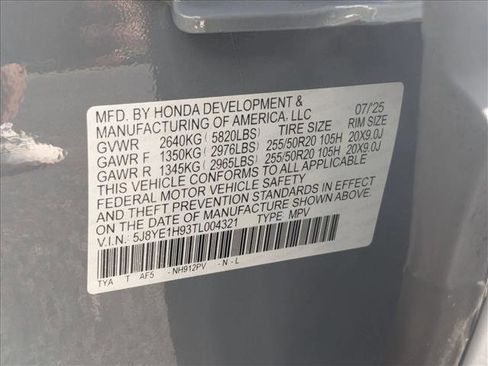 MFD. BY HONDA DEVELOPMENT &
MANUFACTURING OF AMERICA, LLC 07/25
GVWR 2640KG (5820LBS) TIRE SIZE RIM SIZE
GAWR F 1350KG (2976LBS) 255/50R20 105H 20X9.0J
GAWR R 1345KG (2965LBS) 255/50R20 105H 20X9.0J
THIS VEHICLE CONFORMS TO ALL APPLICABLE
FEDERAL MOTOR VEHICLE SAFETY
AND THEFT PREVENTION STANDARDS IN EFFECT
ON THE DATE OF MANUFACTURE SHOWN ABOVE.
V.I.N.: 5J8YE1H93TL004321 TYPE: MPV
TYA T AF5 -NH912PV -N-L